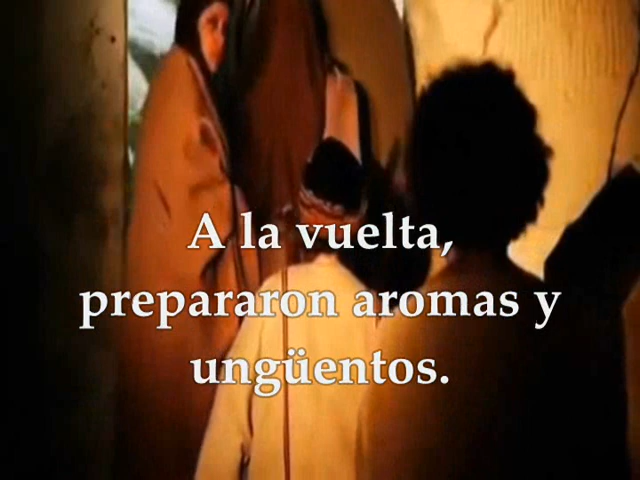 A la vuelta,
prepararon aromas y
ungüentos.